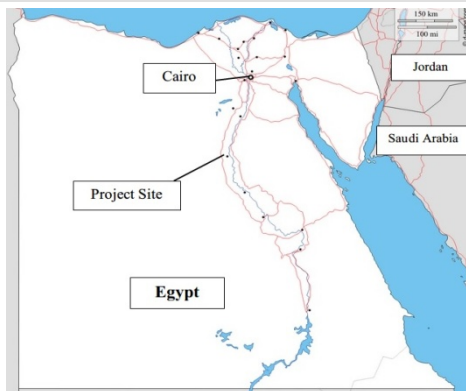 150 km
100 mi
Cairo
Jordan
Saudi Arabia
Project Site
Egypt